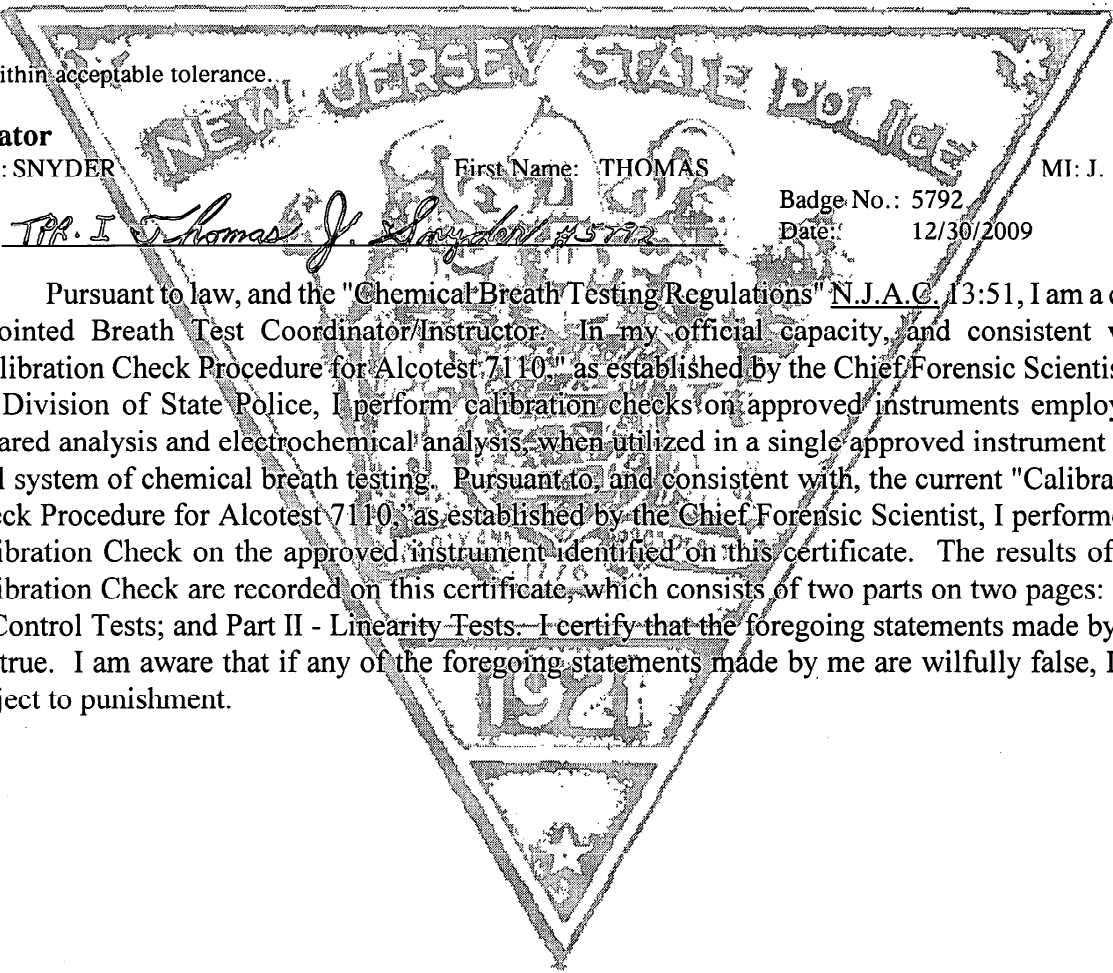 NEW JERSEY STATE POLICE
ithin acceptable tolerance.
ator
: SNYDER First Name: THOMAS MI: J.
Badge No.: 5792
TPR. I Thomas J. Snyder #5792
Date: 12/30/2009
Pursuant to law, and the "Chemical Breath Testing Regulations" N.J.A.C. 13:51, I am a
ointed Breath Test Coordinator/Instructor. In my official capacity, and consistent
libration Check Procedure for Alcotest 7110," as established by the Chief Forensic Scientis
Division of State Police, I perform calibration checks on approved instruments employ
ared analysis and electrochemical analysis, when utilized in a single approved instrument
l system of chemical breath testing. Pursuant to, and consistent with, the current "Calibra
eck Procedure for Alcotest 7110," as established by the Chief Forensic Scientist, I perform
ibration Check on the approved instrument identified on this certificate. The results of
ibration Check are recorded on this certificate, which consists of two parts on two pages:
Control Tests; and Part II - Linearity Tests. I certify that the foregoing statements made by
true. I am aware that if any of the foregoing statements made by me are wilfully false, I
ject to punishment.
1921